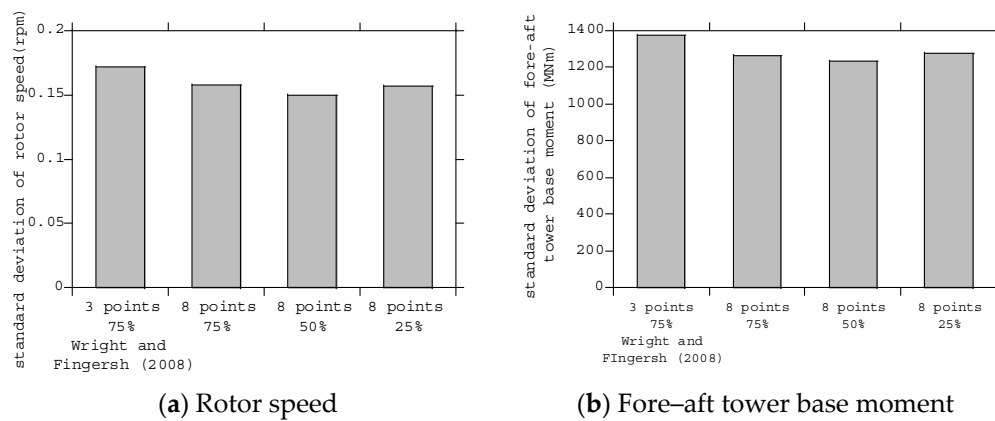 standard deviation of rotor speed(rpm)
0.2
0.15
0.1
0.05
0
3 points
75%
Wright and
Fingersh (2008)
8 points
75%
8 points
50%
8 points
25%
(a) Rotor speed
standard deviation of fore-aft
tower base moment (MNm)
1400
1200
1000
800
600
400
200
0
3 points
75%
Wright and
FIngersh (2008)
8 points
75%
8 points
50%
8 points
25%
(b) Fore–aft tower base moment